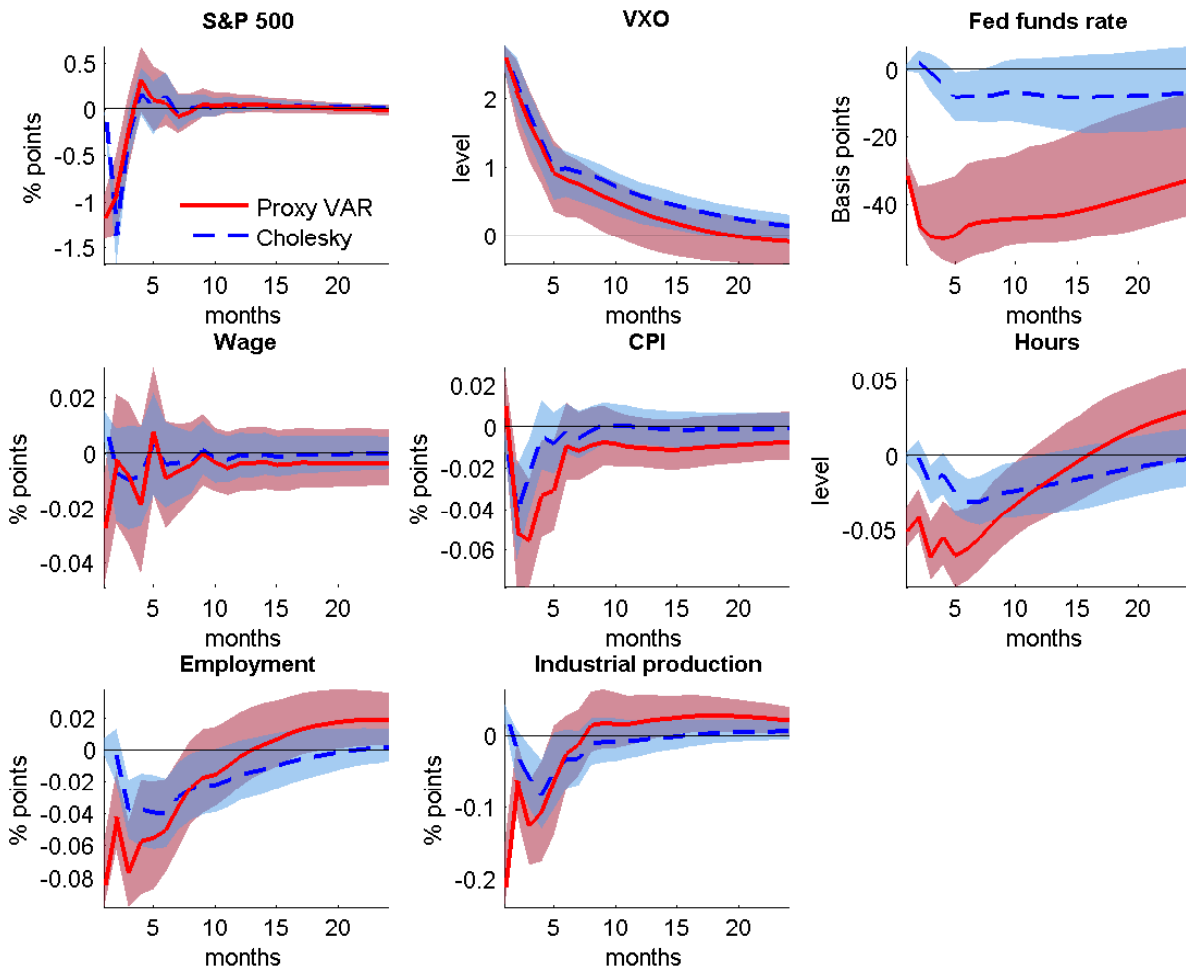 S&P 500
VXO
Fed funds rate
0.5
0
-0.5
-1
-1.5
% points
Proxy VAR
Cholesky
5 10 15 20
months
2
1
0
level
5 10 15 20
months
0
-20
-40
Basis points
5 10 15 20
months
Wage
CPI
Hours
0.02
0
-0.02
-0.04
% points
5 10 15 20
months
0.02
0
-0.02
-0.04
-0.06
% points
5 10 15 20
months
0.05
0
-0.05
level
5 10 15 20
months
Employment
Industrial production
0.02
0
-0.02
-0.04
-0.06
-0.08
% points
5 10 15 20
months
0
-0.1
-0.2
% points
5 10 15 20
months